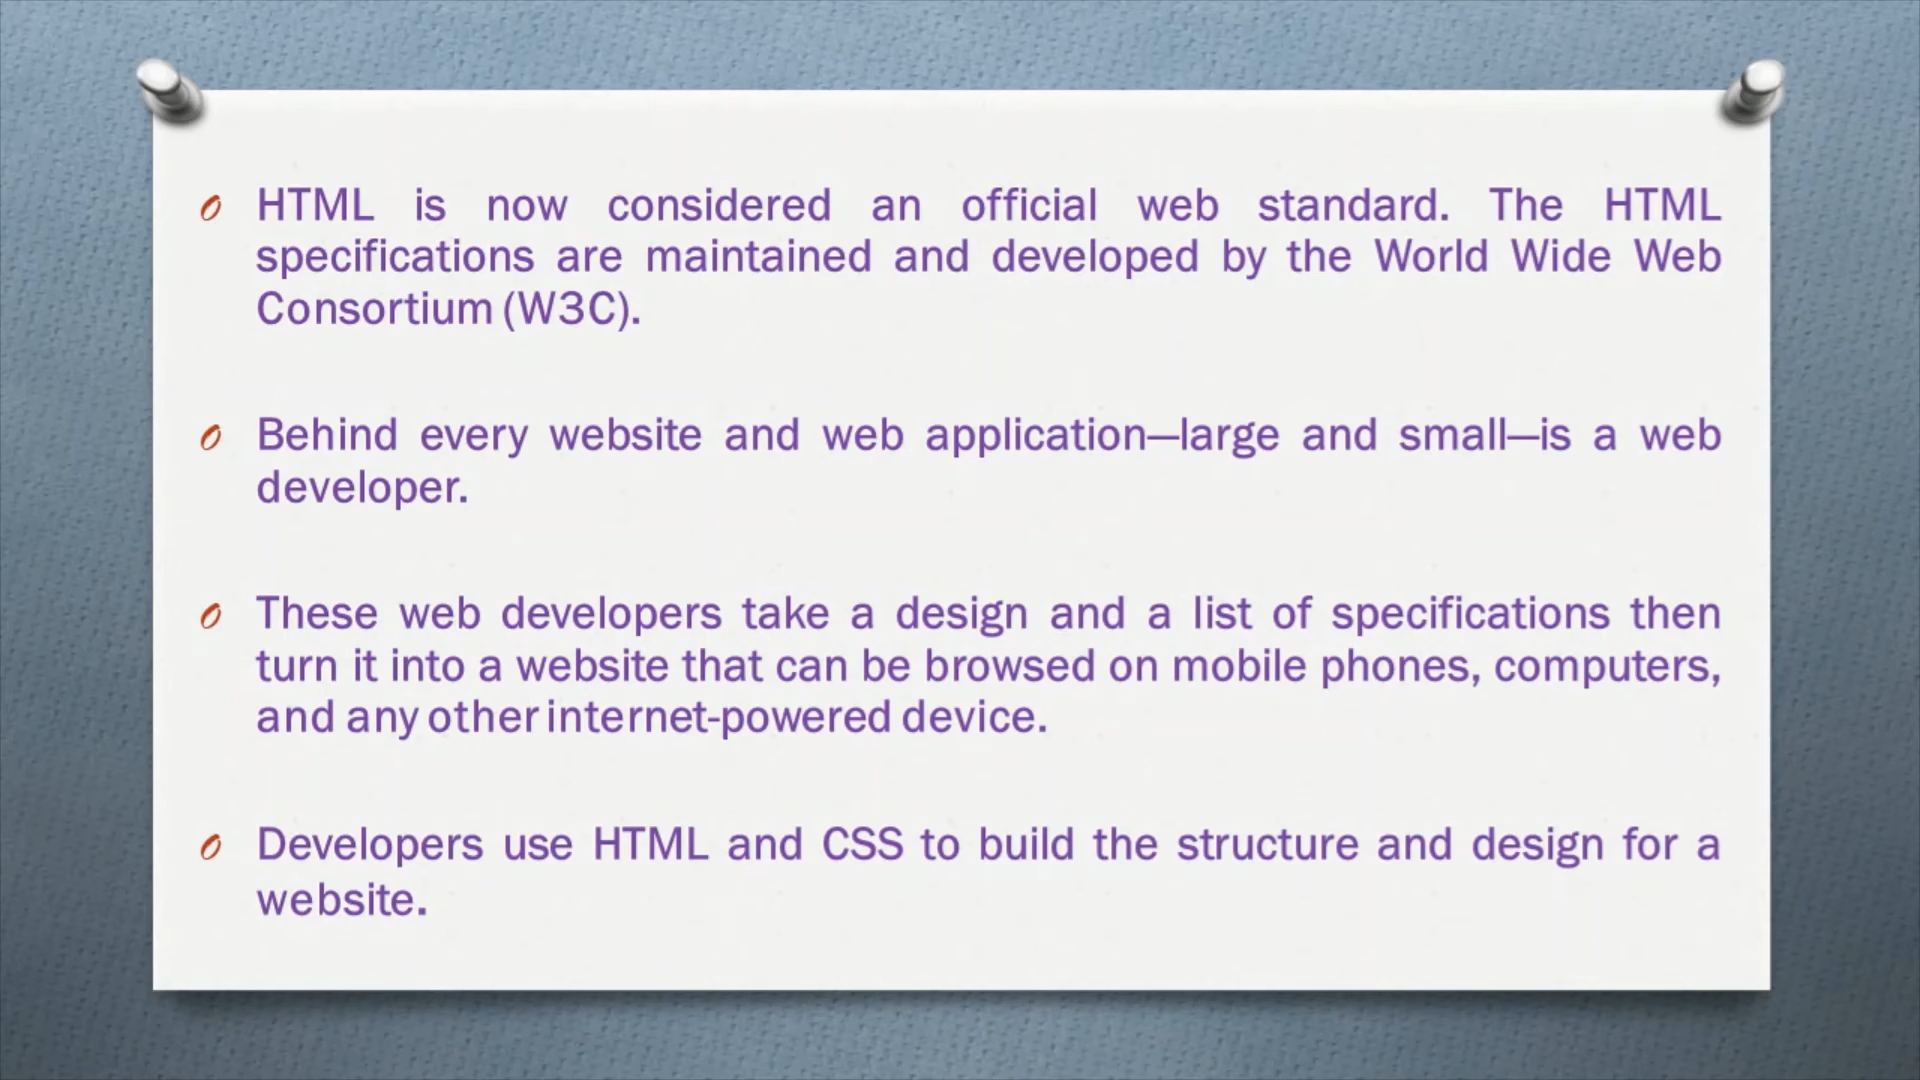 HTML is now considered an official web standard. The HTML
specifications are maintained and developed by the World Wide Web
Consortium (W3C).
Behind every website and web application—large and small—is a web
developer.
These web developers take a design and a list of specifications then
turn it into a website that can be browsed on mobile phones, computers,
and any other internet-powered device.
Developers use HTML and CSS to build the structure and design for a
website.